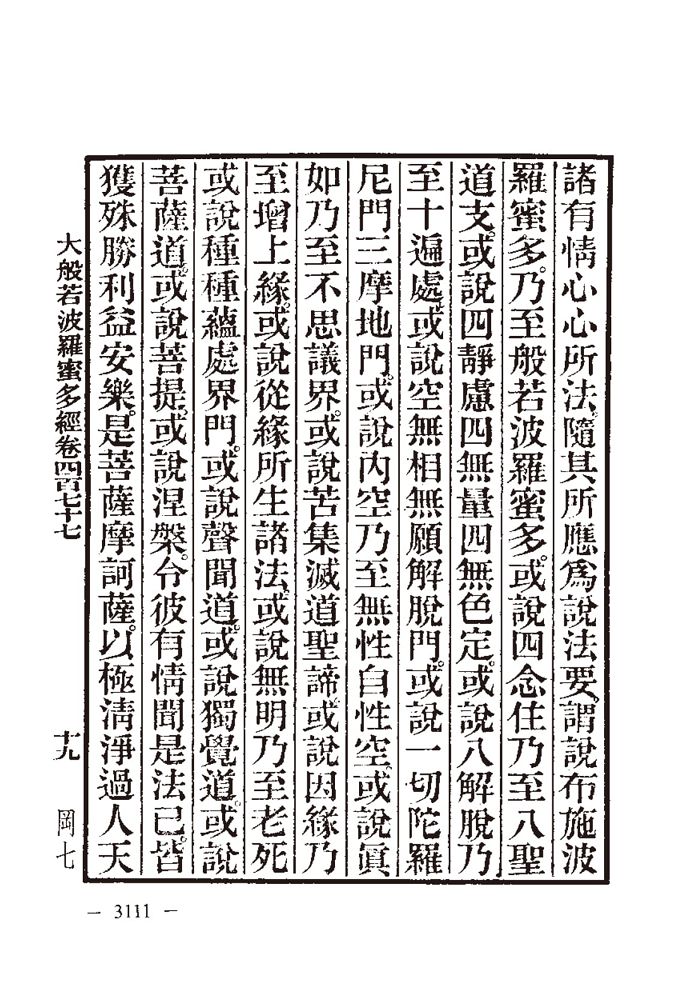 諸有情心心所法。隨其所應爲說法要。謂說布施波
羅蜜多。乃至般若波羅蜜多。或說四念住乃至八聖
道支。或說四靜慮四無量四無色定。或說八解脫乃
至十遍處。或說空無相無願解脫門。或說一切陀羅
尼門三摩地門。或說內空乃至無性自性空。或說眞
如乃至不思議界。或說苦集滅道聖諦。或說因緣乃
至增上緣。或說從緣所生諸法。或說無明乃至老死
或說種種蘊處界門。或說聲聞道。或說獨覺道。或說
菩薩道。或說菩提。或說涅槃。令彼有情聞是法已。皆
獲殊勝利益安樂。是菩薩摩訶薩。以極淸淨過人天
大般若波羅蜜多經卷四百七十七
十九
岡七
— 3111 —